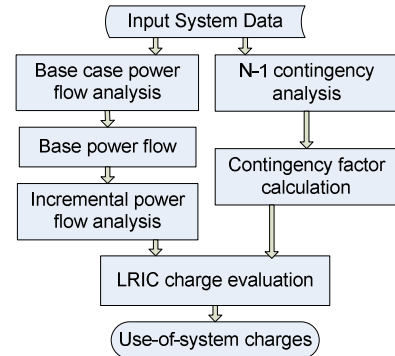 Input System Data
Base case power
flow analysis
N-1 contingency
analysis
Base power flow
Contingency factor
calculation
Incremental power
flow analysis
LRIC charge evaluation
Use-of-system charges